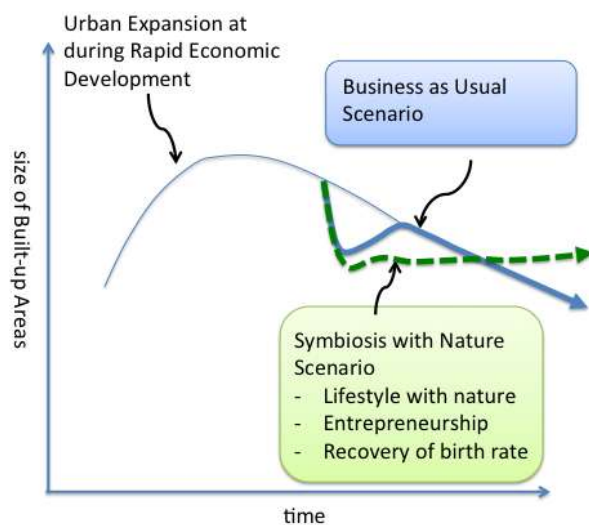 Urban Expansion at
during Rapid Economic
Development
Business as Usual
Scenario
size of Built-up Areas
Symbiosis with Nature
Scenario
- Lifestyle with nature
- Entrepreneurship
- Recovery of birth rate
time